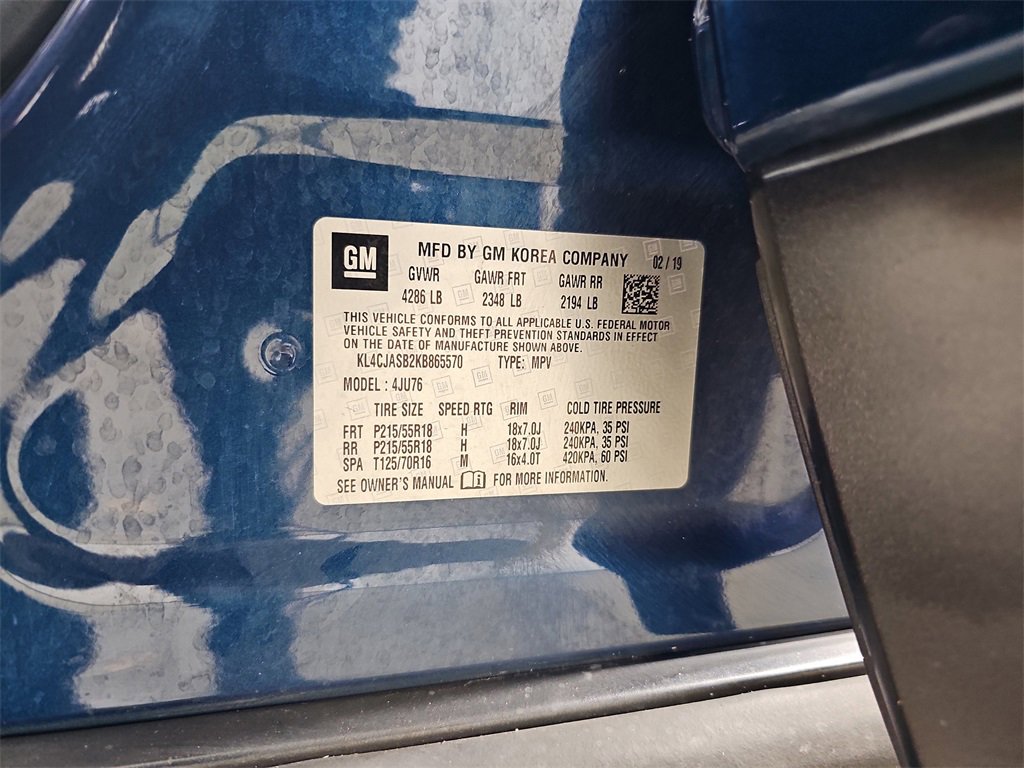 GM
MFD BY GM KOREA COMPANY 02 / 19
GVWR GAWR FRT GAWR RR
4286 LB 2348 LB 2194 LB
THIS VEHICLE CONFORMS TO ALL APPLICABLE U.S. FEDERAL MOTOR
VEHICLE SAFETY AND THEFT PREVENTION STANDARDS IN EFFECT
ON THE DATE OF MANUFACTURE SHOWN ABOVE.
KL4CJASB2KB865570 TYPE: MPV
MODEL : 4JU76
TIRE SIZE SPEED RTG RIM COLD TIRE PRESSURE
FRT P215/55R18 H 18x7.0J 240KPA, 35 PSI
RR P215/55R18 H 18x7.0J 240KPA, 35 PSI
SPA T125/70R16 M 16x4.0T 420KPA, 60 PSI
SEE OWNER'S MANUAL FOR MORE INFORMATION.